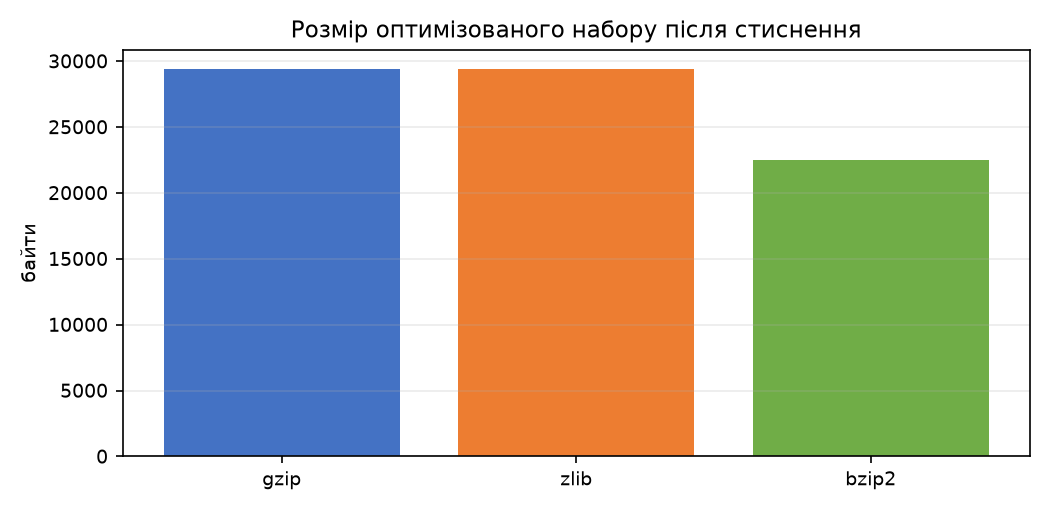 Розмір оптимізованого набору після стиснення
байти
30000
25000
20000
15000
10000
5000
0
gzip
zlib
bzip2